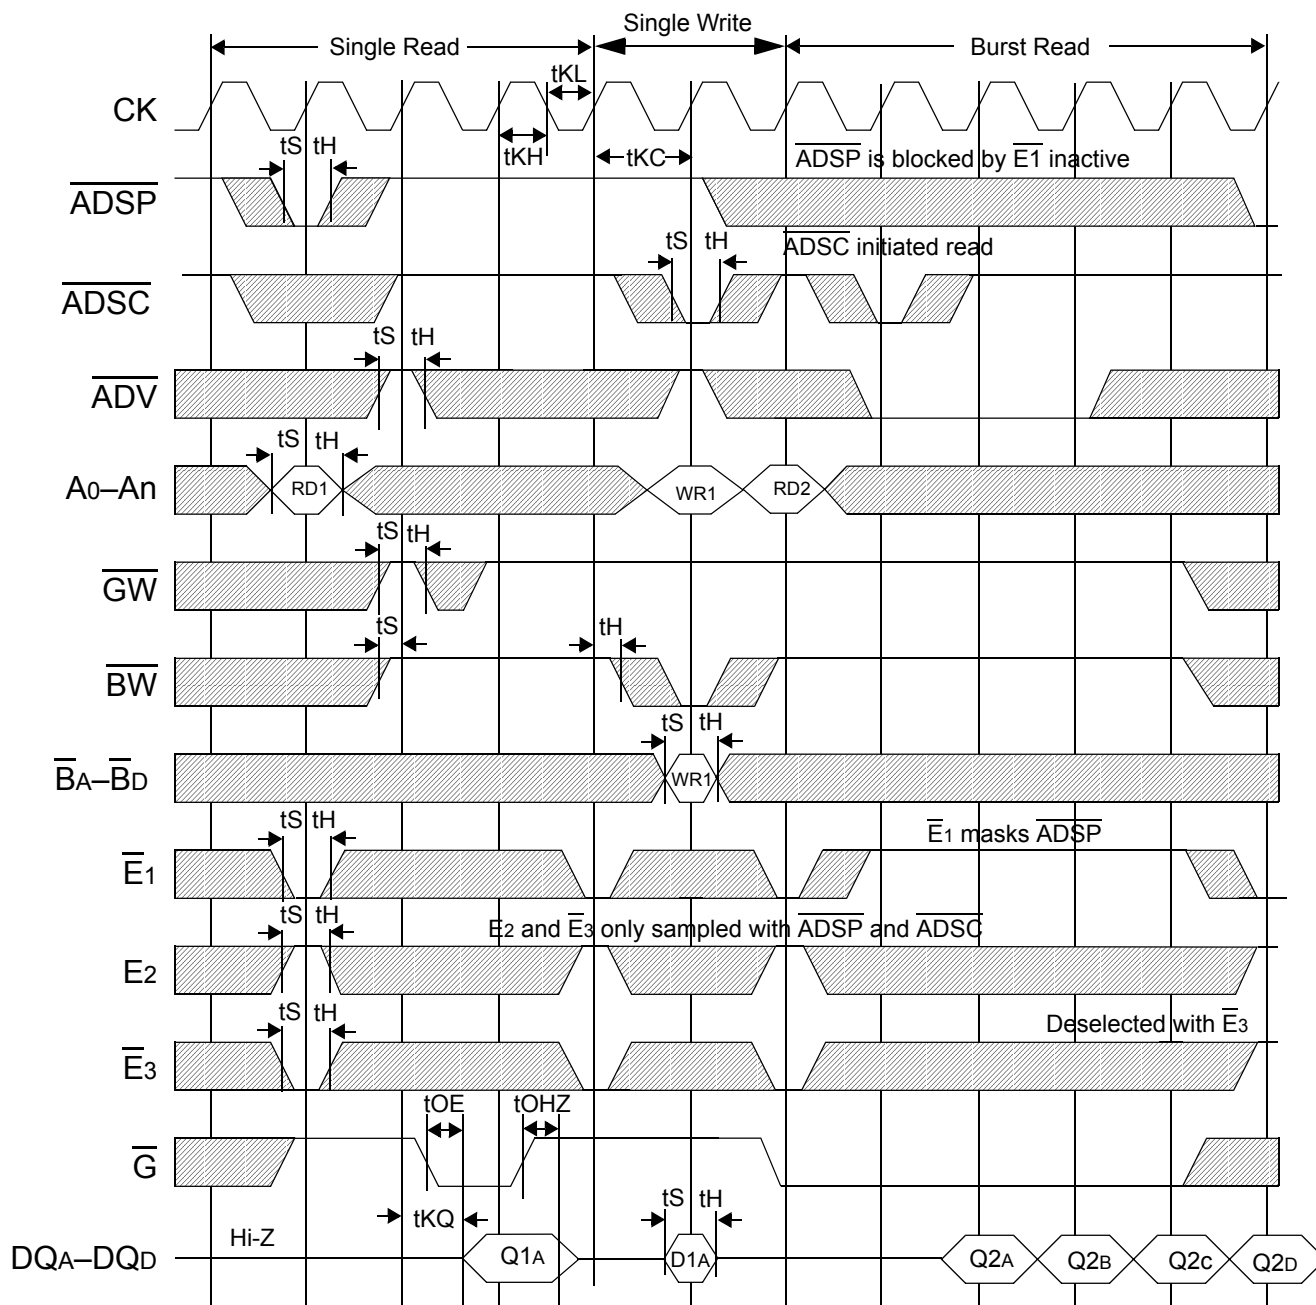 Single Write
Single Read
Burst Read
tKL
CK
tS tH
tKH
tKC
ADSP is blocked by E1 inactive
ADSP
tS tH
ADSC initiated read
ADSC
tS tH
ADV
tS tH
A0–An
RD1
WR1
RD2
tS tH
GW
tS
tH
BW
tS tH
BA–BD
WR1
tS tH
E1 masks ADSP
E1
tS tH
E2 and E3 only sampled with ADSP and ADSC
E2
tS tH
Deselected with E3
E3
tOE
tOHZ
G
tS tH
tKQ
Hi-Z
DQA–DQD
Q1A
D1A
Q2A
Q2B
Q2C
Q2D